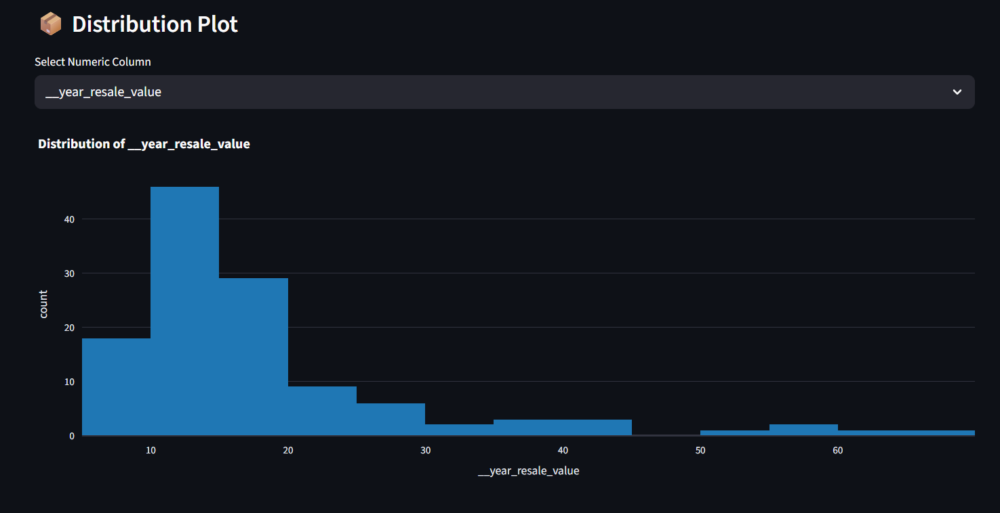 Distribution Plot
Select Numeric Column
__year_resale_value
Distribution of __year_resale_value
40
30
20
10
0
count
10 20 30 40 50 60
__year_resale_value